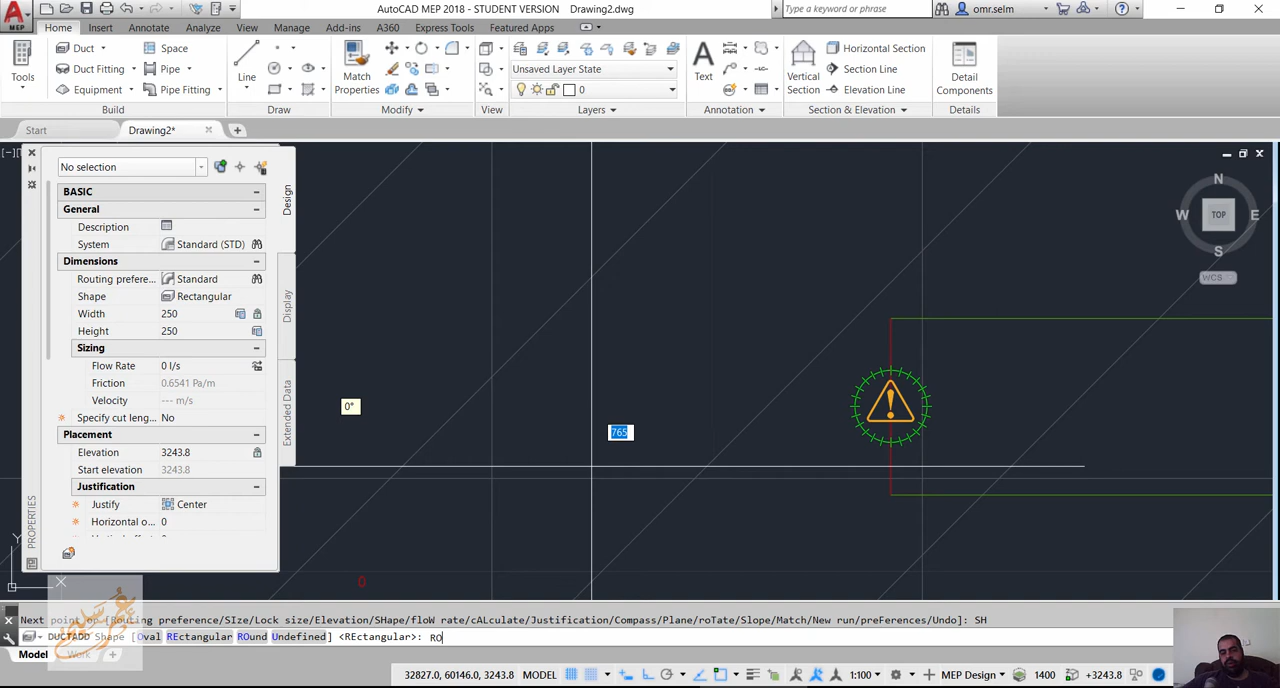 AutoCAD MEP 2018 - STUDENT VERSION Drawing2.dwg
Type a keyword or phrase
omr.selm
MEP
Home Insert Annotate Analyze View Manage Add-ins A360 Express Tools Featured Apps
Tools
Duct
Duct Fitting
Equipment
Space
Pipe
Pipe Fitting
Build
Line
Draw
Match
Properties
Modify
View
Unsaved Layer State
0
Layers
Text
Annotation
Vertical
Section
Horizontal Section
Section Line
Elevation Line
Section & Elevation
Detail
Components
Details
Start
Drawing2*
No selection
BASIC
General
Description
System Standard (STD)
Dimensions
Routing prefere... Standard
Shape Rectangular
Width 250
Height 250
Sizing
Flow Rate 0 l/s
Friction 0.6541 Pa/m
Velocity --- m/s
Specify cut leng... No
Placement
Elevation 3243.8
Start elevation 3243.8
Justification
Justify Center
Horizontal o... 0
Design
Display
Extended Data
PROPERTIES
0°
765
0
N
W
TOP
E
S
WCS
Y
Next point or [Routing preference/SIze/Lock size/Elevation/SHape/floW rate/cALculate/Justification/Compass/Plane/roTate/Slope/Match/New run/preFerences/Undo]: SH
DUCTADD Shape [Oval REctangular ROund Undefined] <REctangular>: RO
Model Work
32827.0, 60146.0, 3243.8 MODEL
1:100
MEP Design
1400
+3243.8